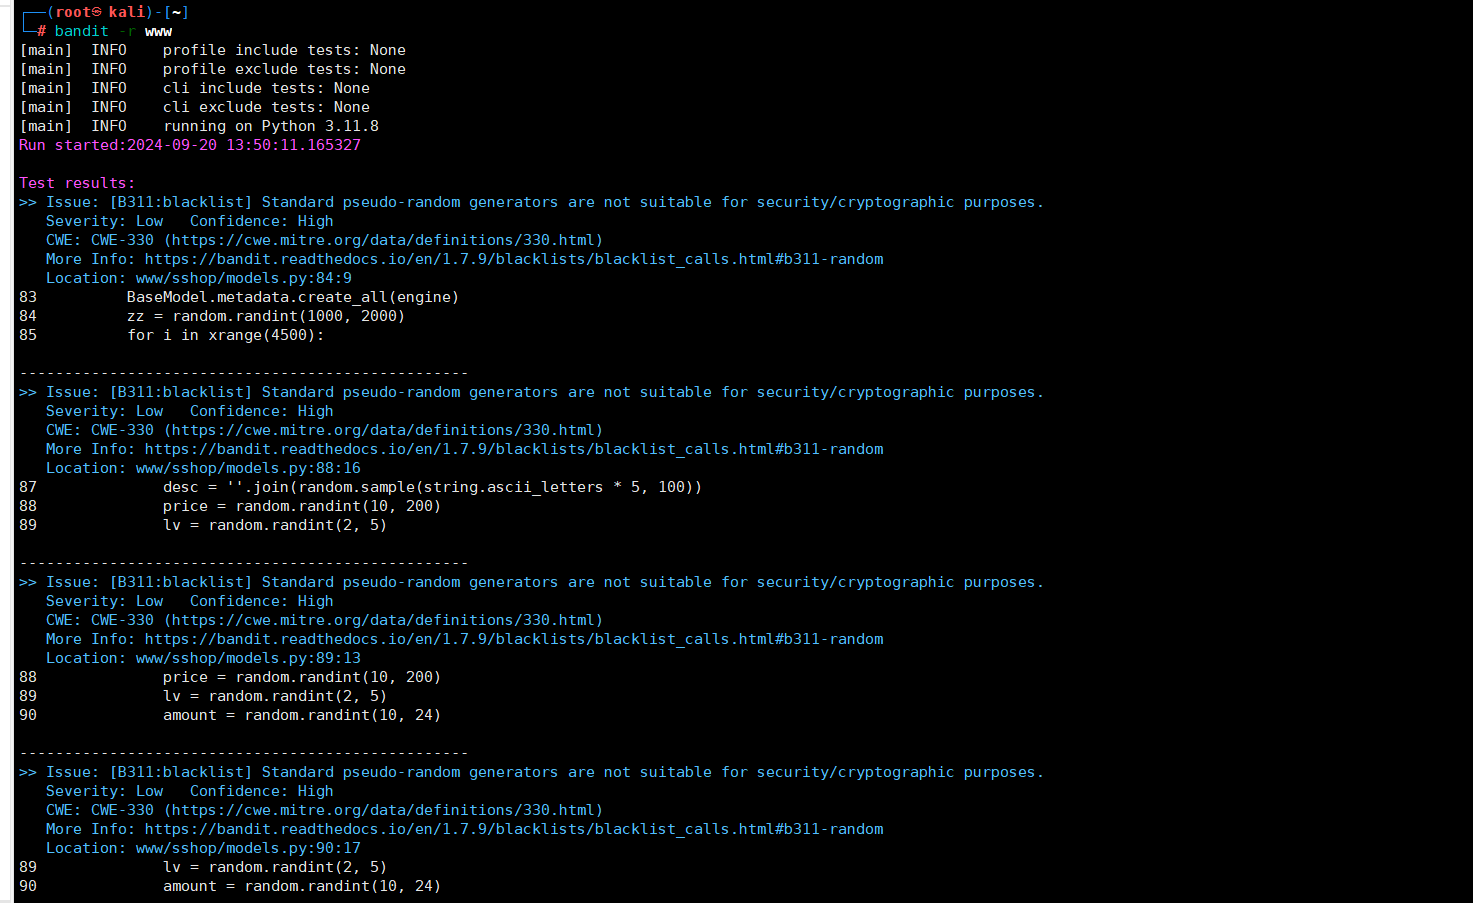 ┌──(root㉿ kali)-[~]
└─# bandit -r www
[main]  INFO    profile include tests: None
[main]  INFO    profile exclude tests: None
[main]  INFO    cli include tests: None
[main]  INFO    cli exclude tests: None
[main]  INFO    running on Python 3.11.8
Run started:2024-09-20 13:50:11.165327

Test results:
>> Issue: [B311:blacklist] Standard pseudo-random generators are not suitable for security/cryptographic purposes.
   Severity: Low   Confidence: High
   CWE: CWE-330 (https://cwe.mitre.org/data/definitions/330.html)
   More Info: https://bandit.readthedocs.io/en/1.7.9/blacklists/blacklist_calls.html#b311-random
   Location: www/sshop/models.py:84:9
83          BaseModel.metadata.create_all(engine)
84          zz = random.randint(1000, 2000)
85          for i in xrange(4500):

--------------------------------------------------
>> Issue: [B311:blacklist] Standard pseudo-random generators are not suitable for security/cryptographic purposes.
   Severity: Low   Confidence: High
   CWE: CWE-330 (https://cwe.mitre.org/data/definitions/330.html)
   More Info: https://bandit.readthedocs.io/en/1.7.9/blacklists/blacklist_calls.html#b311-random
   Location: www/sshop/models.py:88:16
87              desc = ''.join(random.sample(string.ascii_letters * 5, 100))
88              price = random.randint(10, 200)
89              lv = random.randint(2, 5)

--------------------------------------------------
>> Issue: [B311:blacklist] Standard pseudo-random generators are not suitable for security/cryptographic purposes.
   Severity: Low   Confidence: High
   CWE: CWE-330 (https://cwe.mitre.org/data/definitions/330.html)
   More Info: https://bandit.readthedocs.io/en/1.7.9/blacklists/blacklist_calls.html#b311-random
   Location: www/sshop/models.py:89:13
88              price = random.randint(10, 200)
89              lv = random.randint(2, 5)
90              amount = random.randint(10, 24)

--------------------------------------------------
>> Issue: [B311:blacklist] Standard pseudo-random generators are not suitable for security/cryptographic purposes.
   Severity: Low   Confidence: High
   CWE: CWE-330 (https://cwe.mitre.org/data/definitions/330.html)
   More Info: https://bandit.readthedocs.io/en/1.7.9/blacklists/blacklist_calls.html#b311-random
   Location: www/sshop/models.py:90:17
89              lv = random.randint(2, 5)
90              amount = random.randint(10, 24)